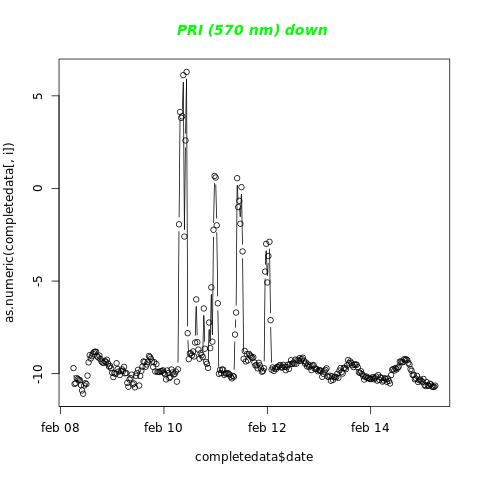 PRI (570 nm) down
as.numeric(completedata[, i])
5
0
-5
-10
feb 08 feb 10 feb 12 feb 14
completedata$date